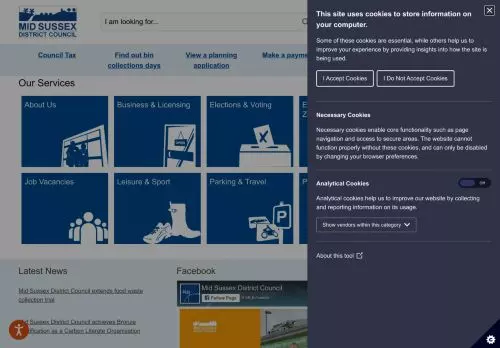 MID SUSSEX
DISTRICT COUNCIL
I am looking for...
Council Tax
Find out bin
collections days
View a planning
application
Make a payme
Our Services
About Us
Business & Licensing
Elections & Voting
Job Vacancies
Leisure & Sport
Parking & Travel
Latest News
Mid Sussex District Council extends food waste
collection trial
Mid Sussex District Council achieves Bronze
as a Carbon Literate Organisation
Facebook
Mid Sussex District Council
Follow Page
This site uses cookies to store information on
your computer.
Some of these cookies are essential, while others help us to
improve your experience by providing insights into how the site is
being used.
I Accept Cookies
I Do Not Accept Cookies
Necessary Cookies
Necessary cookies enable core functionality such as page
navigation and access to secure areas. The website cannot
function properly without these cookies, and can only be disabled
by changing your browser preferences.
Analytical Cookies
Off
Analytical cookies help us to improve our website by collecting
and reporting information on its usage.
Show vendors within this category
About this tool